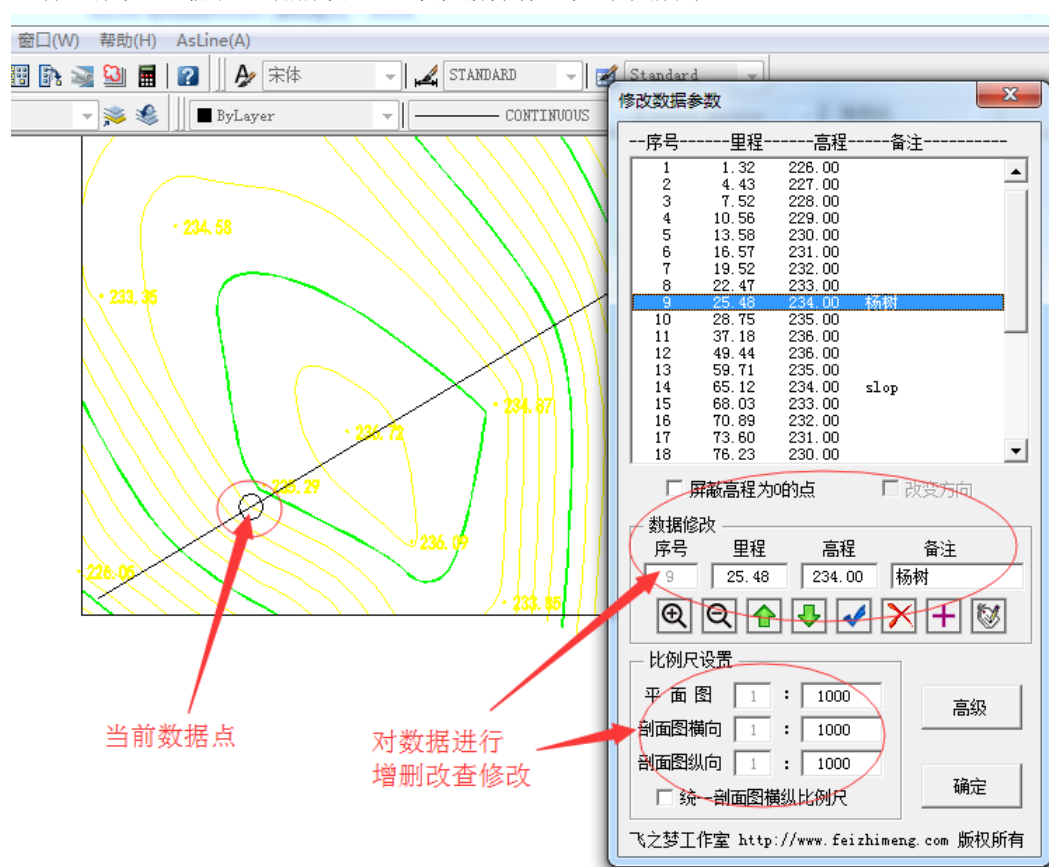 窗口(W) 帮助(H) AsLine(A)
宋体 STANDARD Standard
ByLayer CONTINUOUS
修改数据参数
--序号------里程------高程-----备注----------
1 1.32 226.00
2 4.43 227.00
3 7.52 228.00
4 10.56 229.00
5 13.58 230.00
6 16.57 231.00
7 19.52 232.00
8 22.47 233.00
9 25.48 234.00 杨树
10 28.75 235.00
11 37.18 236.00
12 49.44 236.00
13 59.71 235.00
14 65.12 234.00 slop
15 68.03 233.00
16 70.89 232.00
17 73.60 231.00
18 76.23 230.00
屏蔽高程为0的点 改变方向
数据修改
序号 里程 高程 备注
9 25.48 234.00 杨树
比例尺设置
平面图 1 : 1000
剖面图横向 1 : 1000
剖面图纵向 1 : 1000
统一剖面图横纵比例尺
高级
确定
飞之梦工作室 http://www.feizhimeng.com 版权所有
234.58
233.35
234.87
236.72
236.09
226.05
233.85
当前数据点
对数据进行
增删改查修改